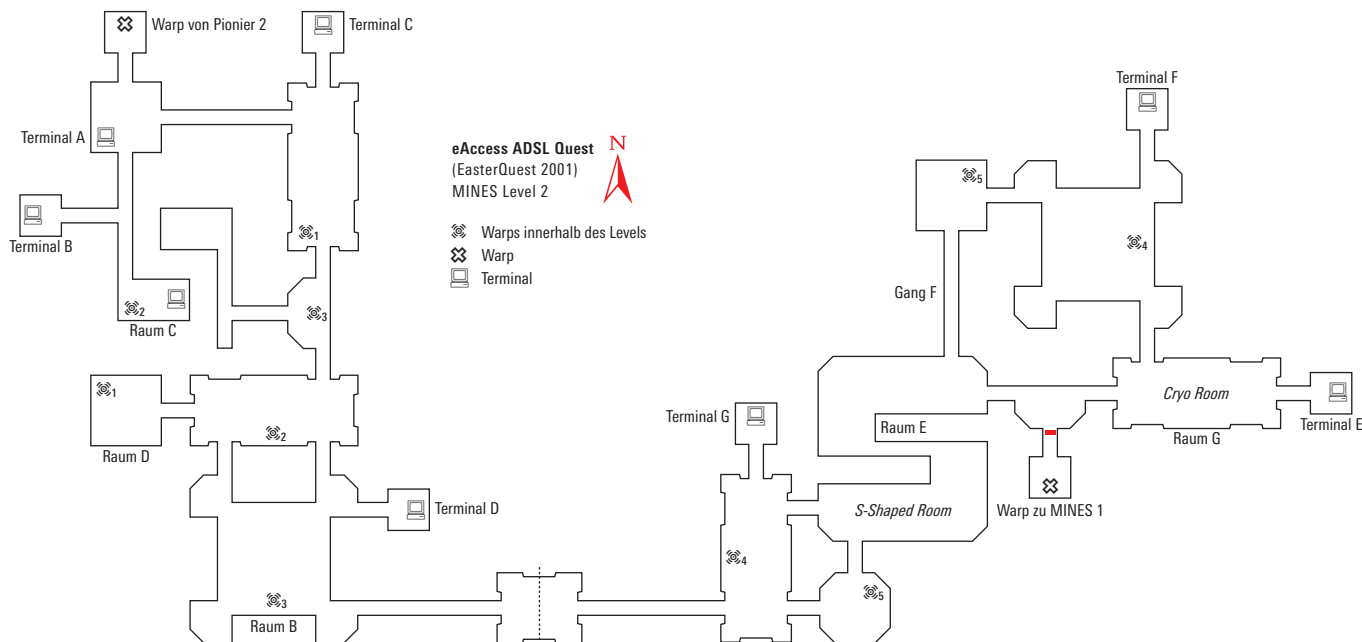 Warp von Pionier 2
Terminal C
Terminal F
Terminal A
eAccess ADSL Quest
(EasterQuest 2001)
MINES Level 2
N
5
Terminal B
1
Warps innerhalb des Levels
4
Warp
Terminal
Gang F
2
3
Raum C
1
Cryo Room
Terminal G
Terminal E
2
Raum E
Raum G
Raum D
Terminal D
S-Shaped Room
Warp zu MINES 1
4
5
3
Raum B